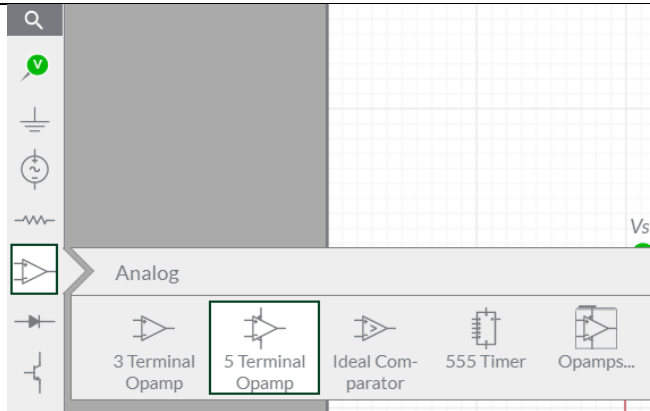 V
Vs
Analog
3 Terminal
Opamp
5 Terminal
Opamp
Ideal Com-
parator
555 Timer
Opamps...